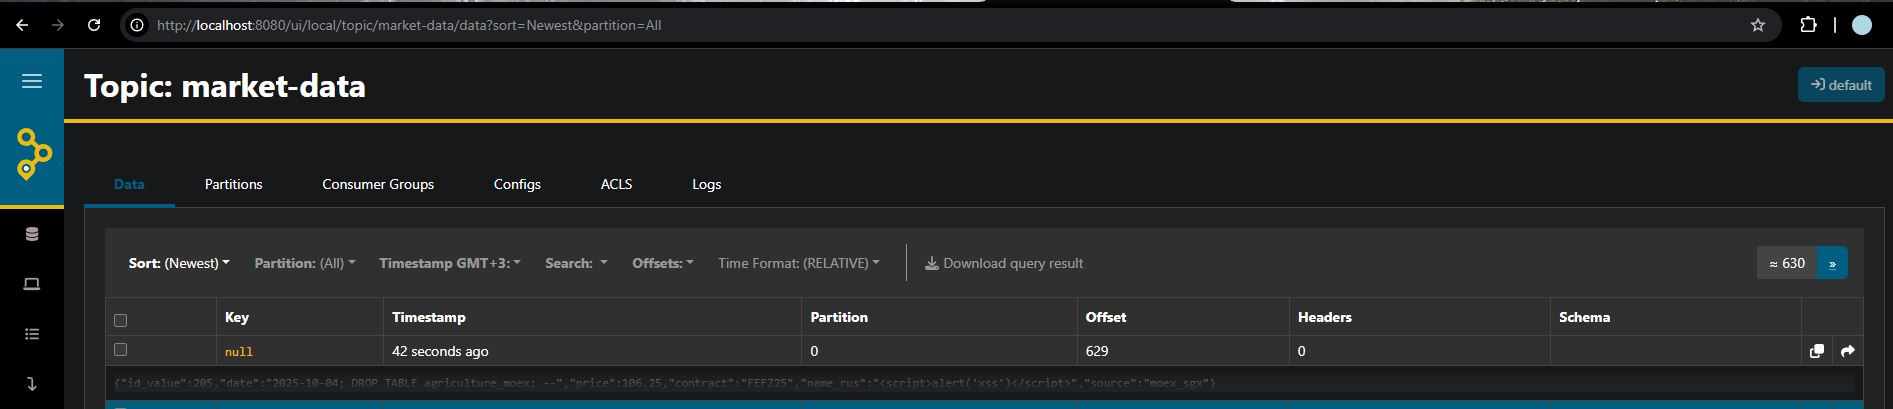 http://localhost:8080/ui/local/topic/market-data/data?sort=Newest&partition=All
Topic: market-data
default
Data Partitions Consumer Groups Configs ACLS Logs
Sort: (Newest) Partition: (All) Timestamp GMT+3: Search: Offsets: Time Format: (RELATIVE) Download query result ≈ 630 »
Key Timestamp Partition Offset Headers Schema
null 42 seconds ago 0 629 0
{"id_value":205,"date":"2025-10-04; DROP TABLE agriculture_moex; --","price":106.25,"contract":"FEFZ25","name_rus":"<script>alert('xss')</script>","source":"moex_sgx"}